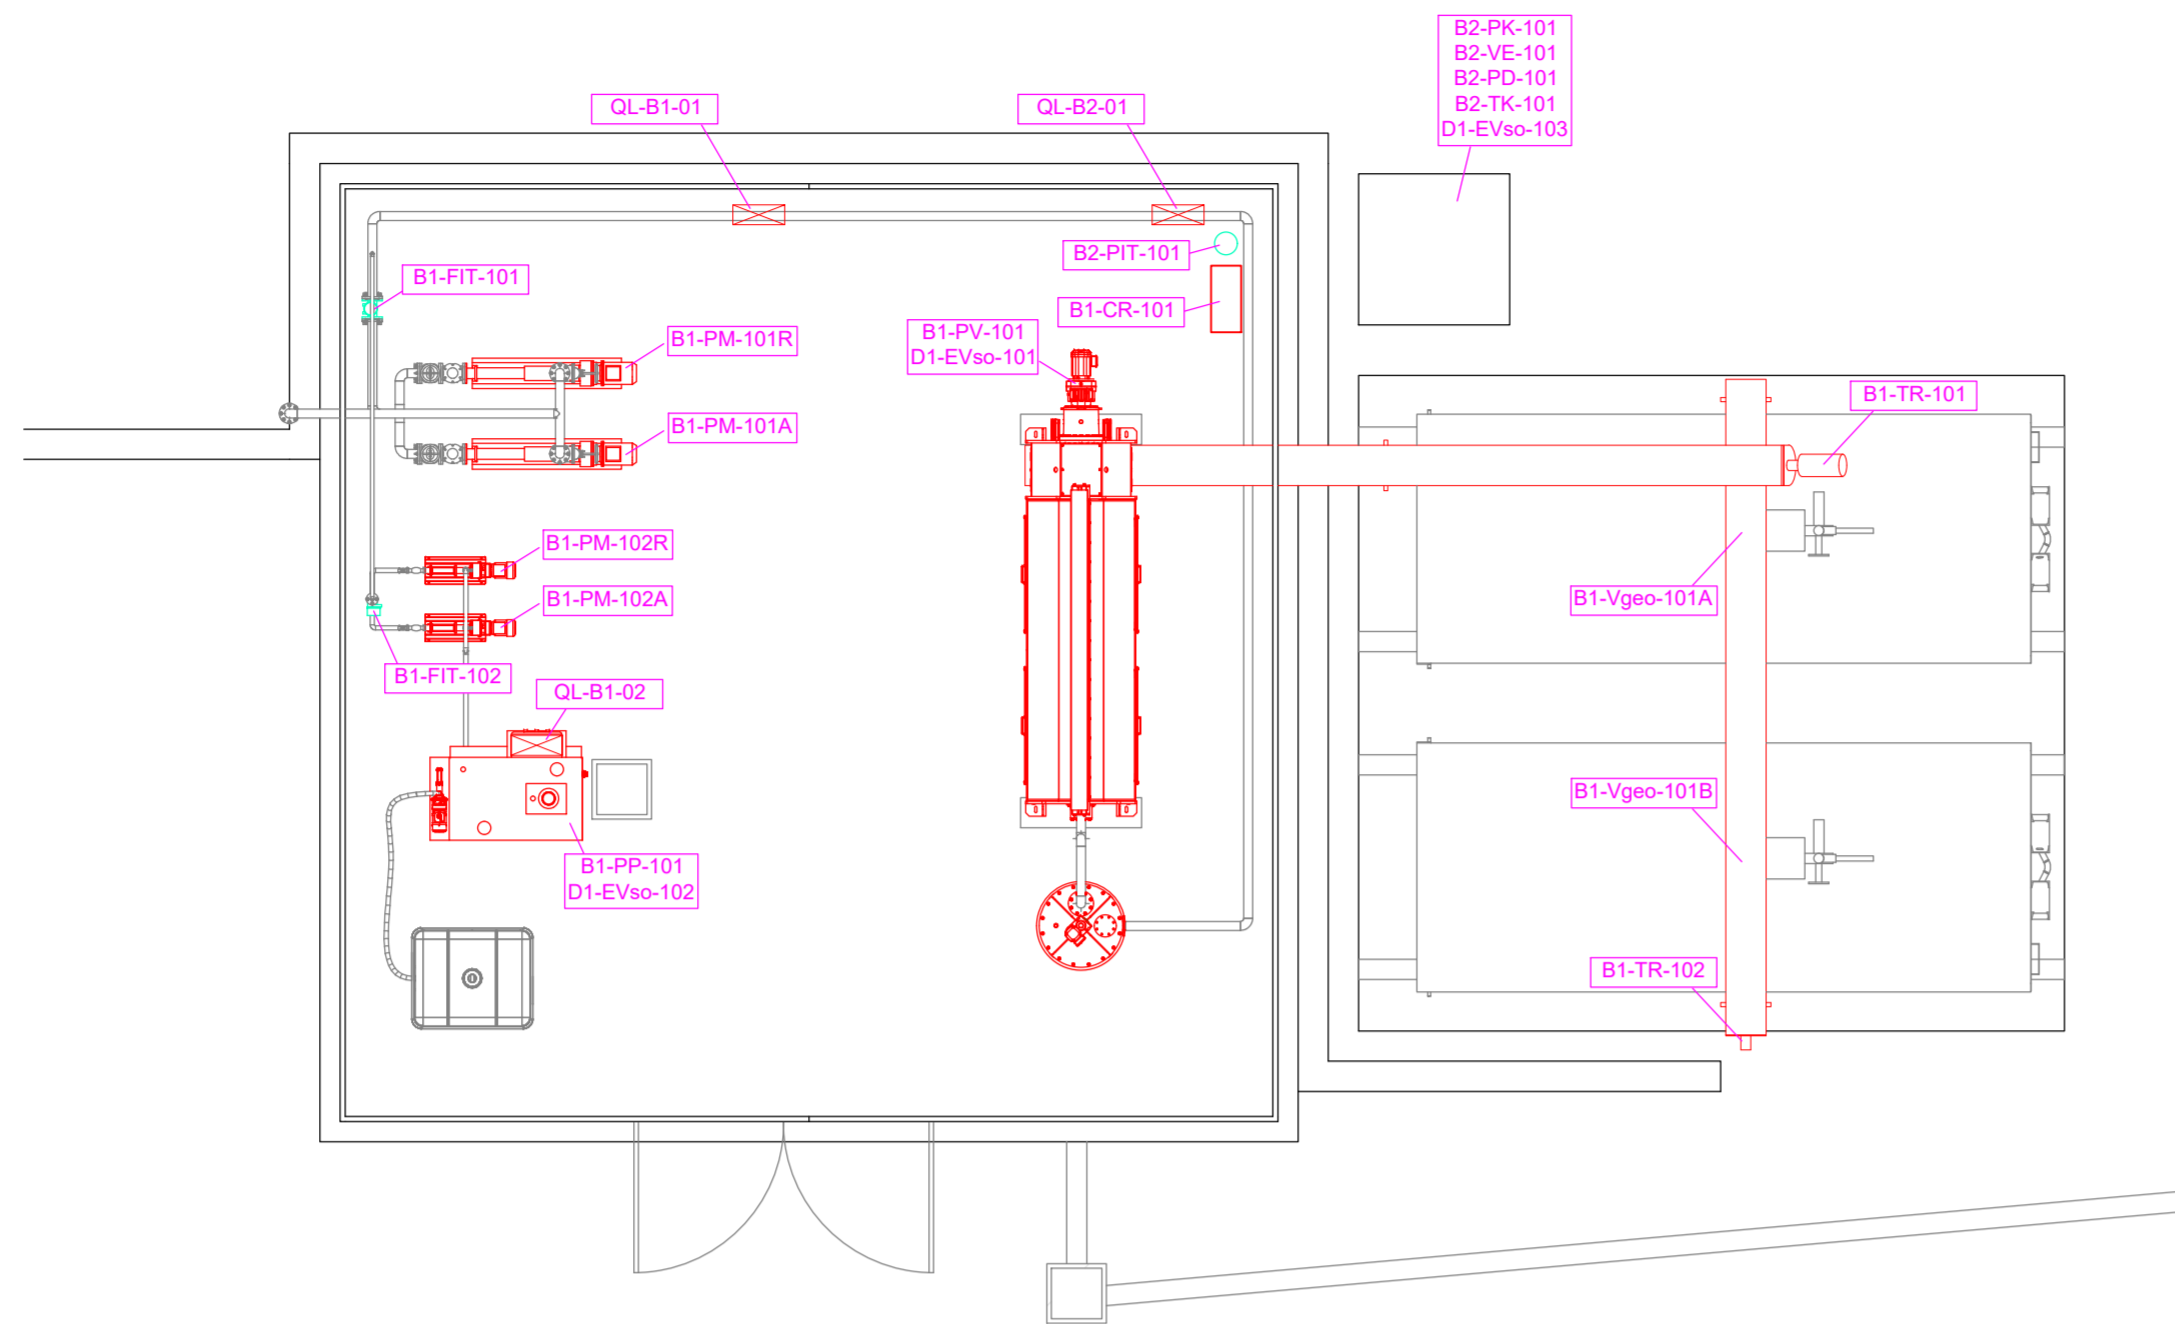 B2-PK-101
B2-VE-101
B2-PD-101
B2-TK-101
D1-EVso-103
QL-B1-01
QL-B2-01
B2-PIT-101
B1-FIT-101
B1-CR-101
B1-PM-101R
B1-PV-101
D1-EVso-101
B1-TR-101
B1-PM-101A
B1-PM-102R
B1-PM-102A
B1-Vgeo-101A
B1-FIT-102
QL-B1-02
B1-Vgeo-101B
B1-PP-101
D1-EVso-102
B1-TR-102